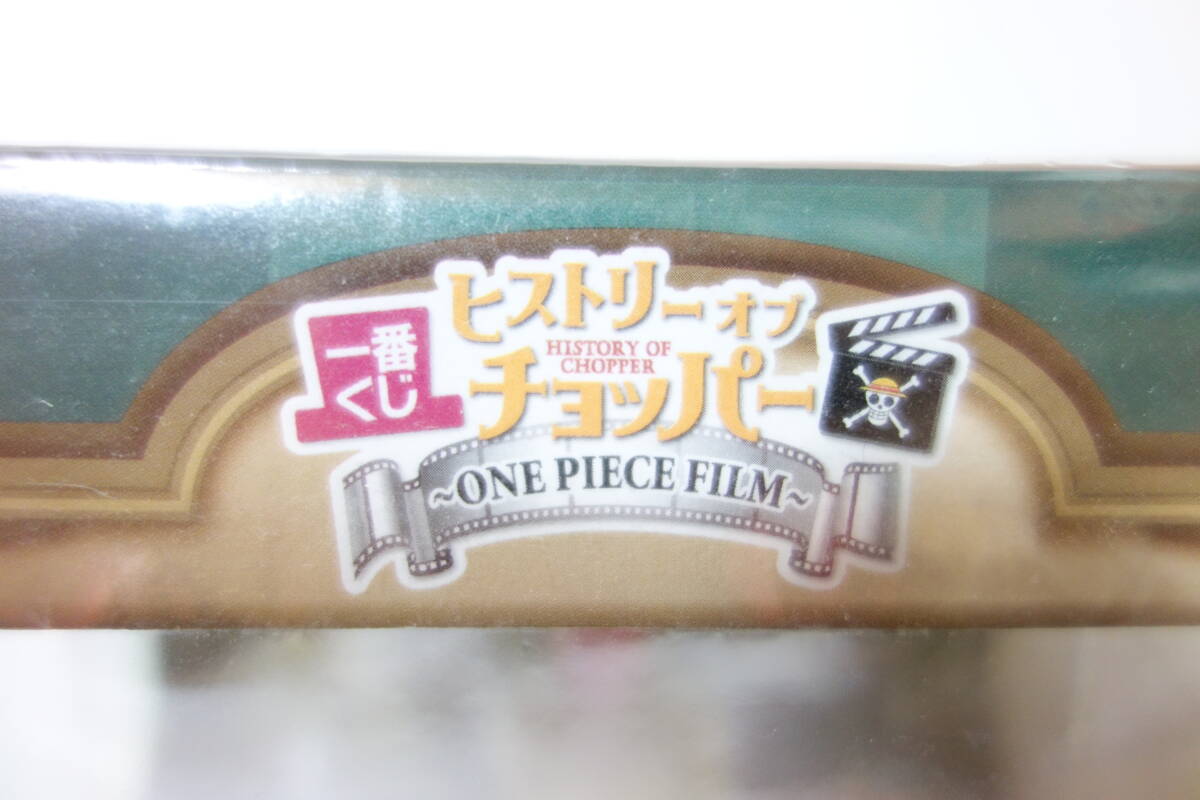 一番くじ
ヒストリーオブ
HISTORY OF
CHOPPER
チョッパー
~ONE PIECE FILM~